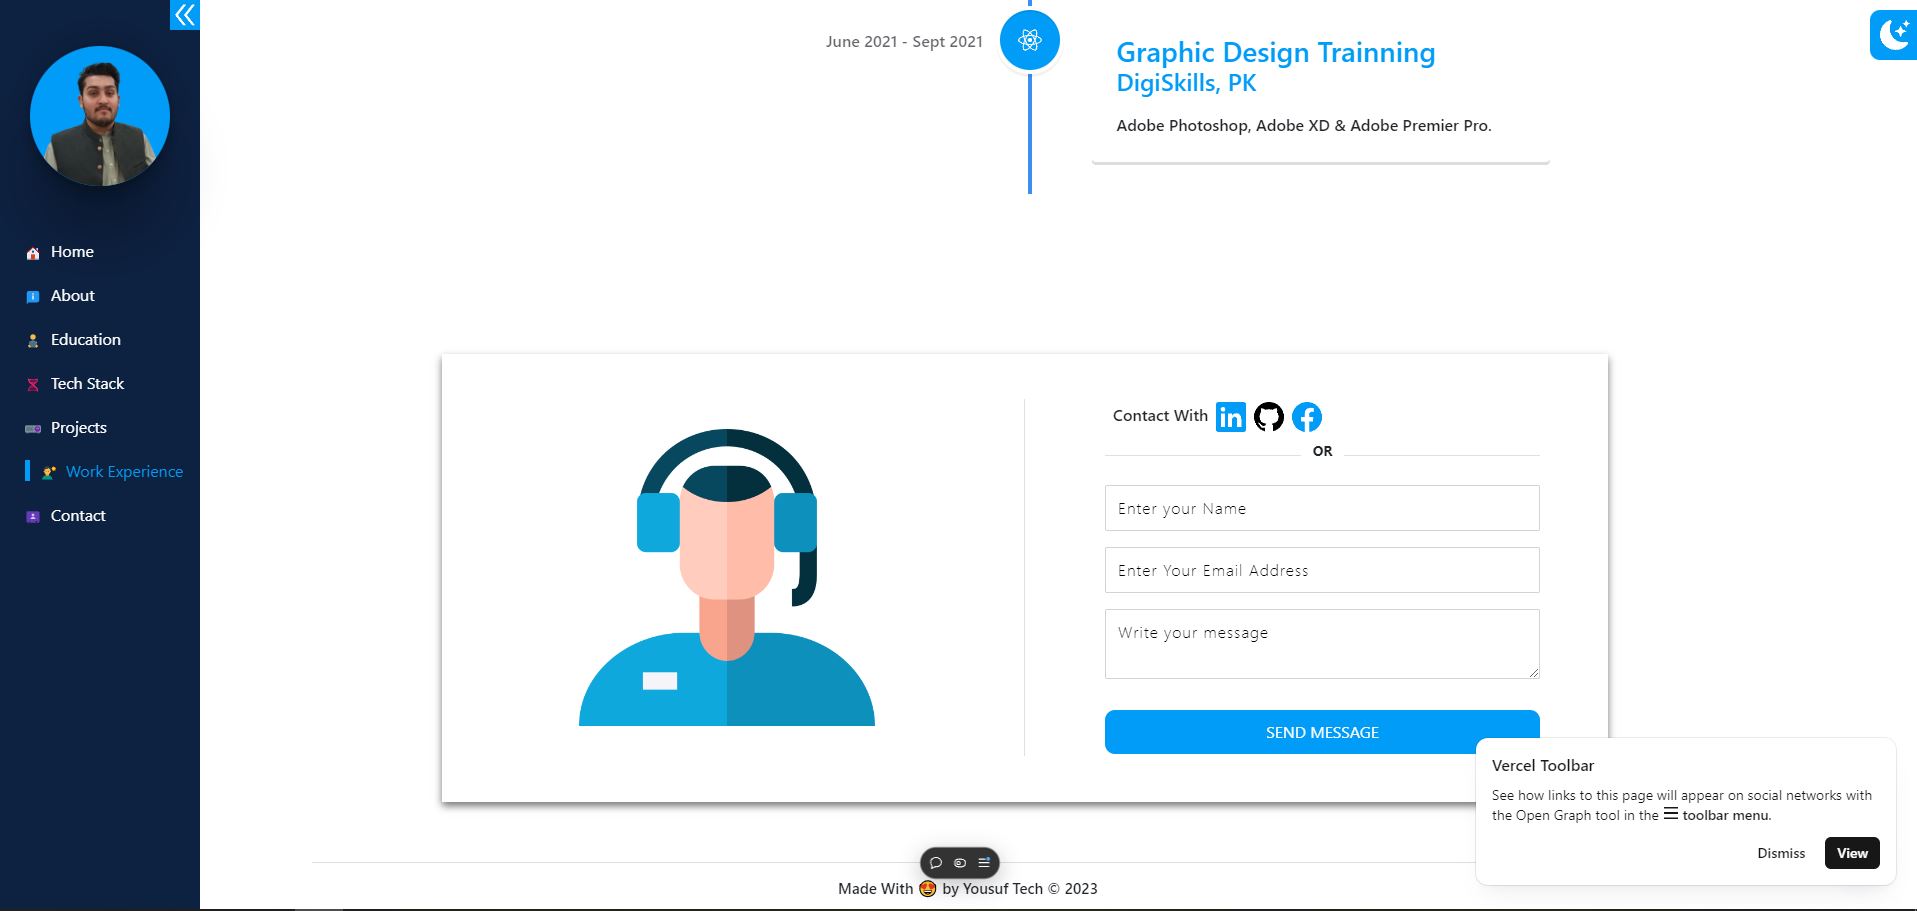 Home
About
Education
Tech Stack
Projects
Work Experience
Contact
June 2021 - Sept 2021
Graphic Design Trainning
DigiSkills, PK
Adobe Photoshop, Adobe XD & Adobe Premier Pro.
Contact With in
OR
Enter your Name
Enter Your Email Address
Write your message
SEND MESSAGE
Vercel Toolbar
See how links to this page will appear on social networks with
the Open Graph tool in the ☰ toolbar menu.
Dismiss
View
Made With 🤩 by Yousuf Tech © 2023